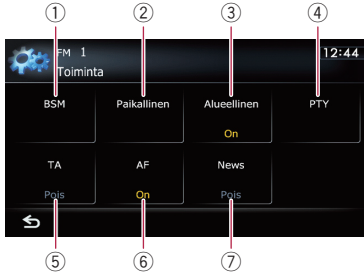 ① ② ③ ④
FM 1 12:44
Toiminta
BSM Paikallinen Alueellinen PTY
On
TA AF News
Pois On Pois
⑤ ⑥ ⑦